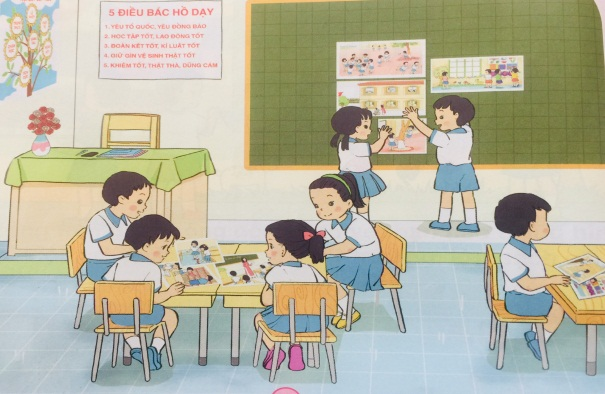 5 ĐIỀU BÁC HỒ DẠY
1. YÊU TỔ QUỐC, YÊU ĐỒNG BÀO
2. HỌC TẬP TỐT, LAO ĐỘNG TỐT
3. ĐOÀN KẾT TỐT, KỈ LUẬT TỐT
4. GIỮ GÌN VỆ SINH THẬT TỐT
5. KHIÊM TỐN, THẬT THÀ, DŨNG CẢM